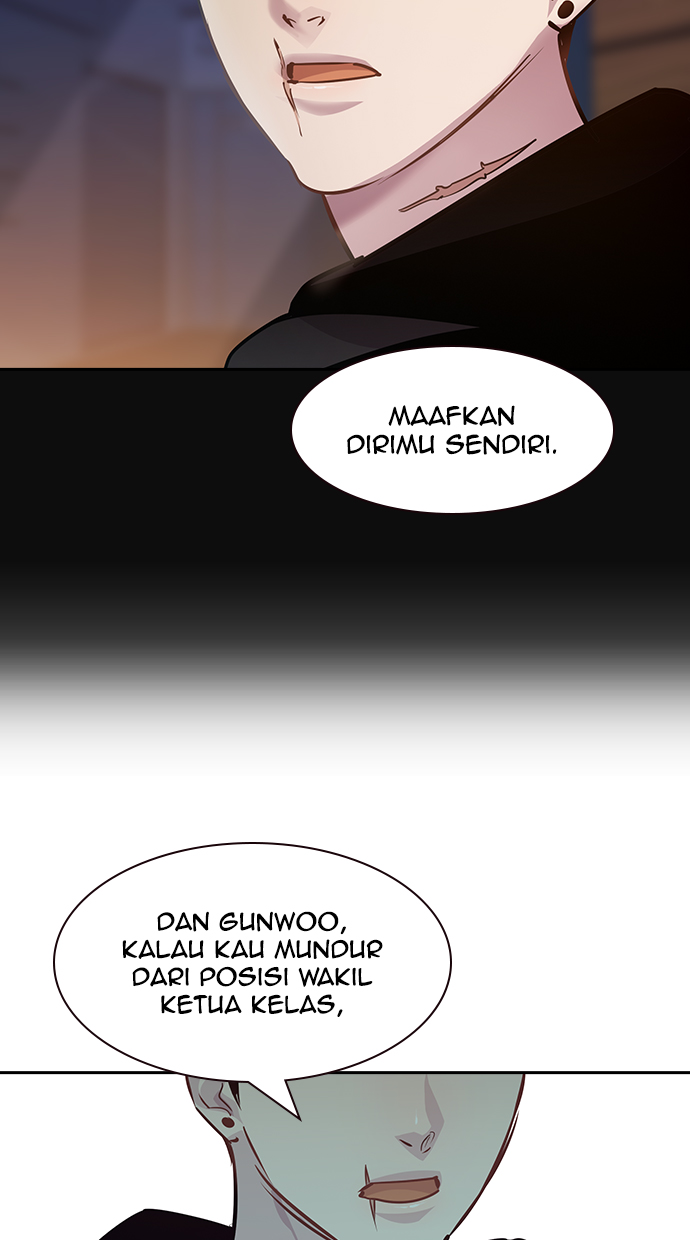 MAAFKAN
DIRIMU SENDIRI.
DAN GUNWOO,
KALAU KAU MUNDUR
DARI POSISI WAKIL
KETUA KELAS,